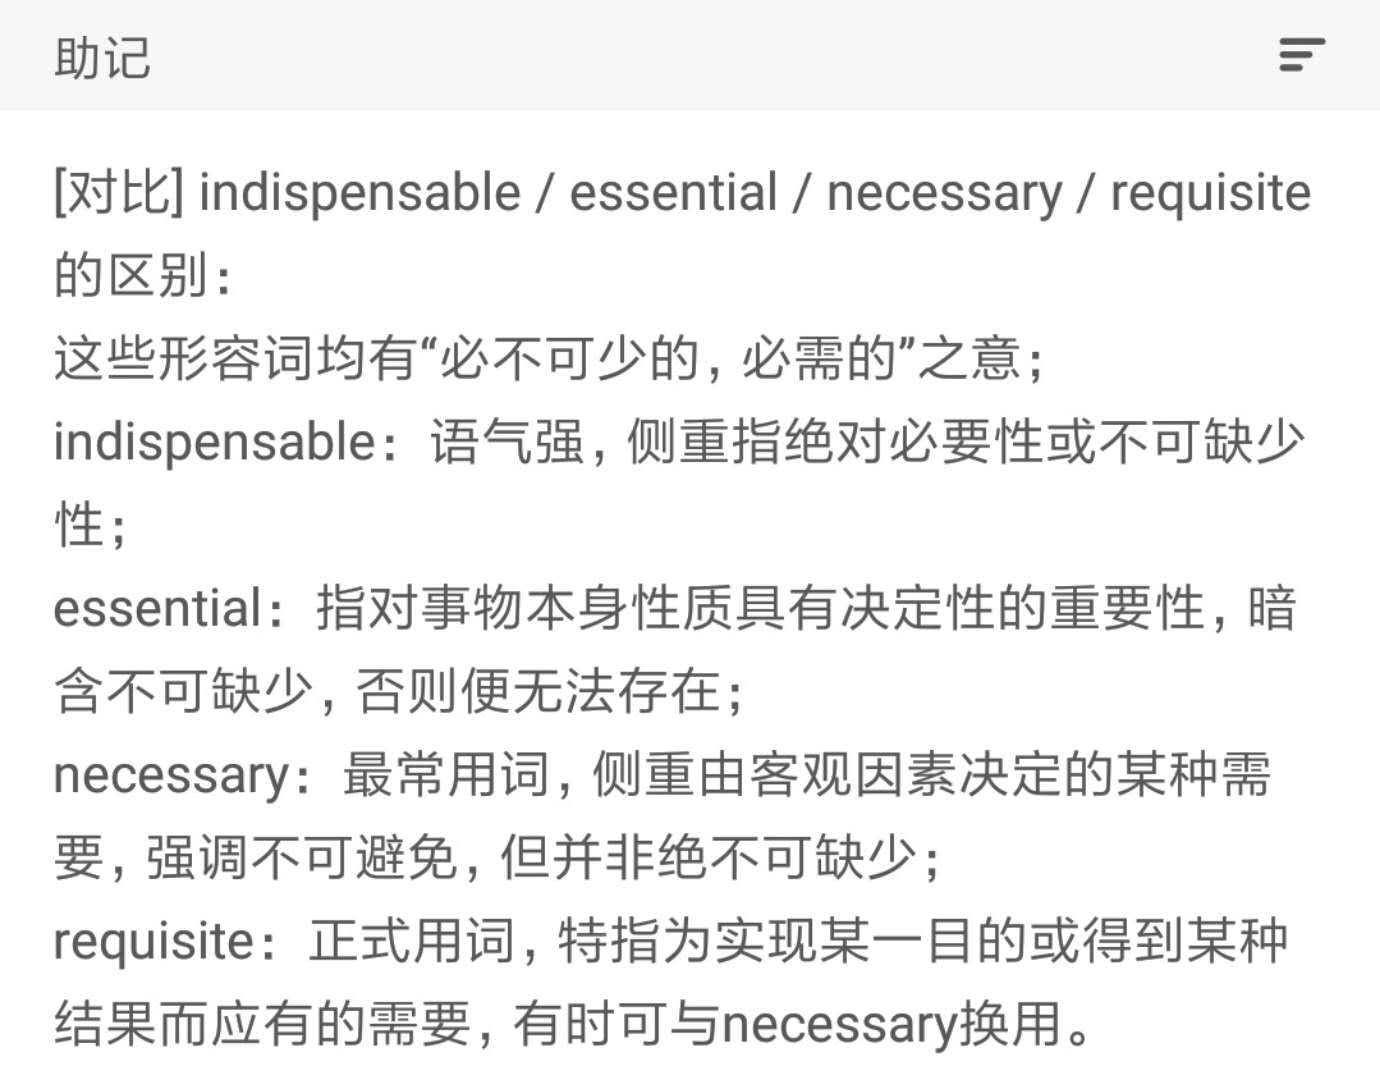 助记
[对比] indispensable / essential / necessary / requisite
的区别：
这些形容词均有“必不可少的, 必需的”之意；
indispensable：语气强, 侧重指绝对必要性或不可缺少
性；
essential：指对事物本身性质具有决定性的重要性, 暗
含不可缺少, 否则便无法存在；
necessary：最常用词, 侧重由客观因素决定的某种需
要, 强调不可避免, 但并非绝不可缺少；
requisite：正式用词, 特指为实现某一目的或得到某种
结果而应有的需要, 有时可与necessary换用。